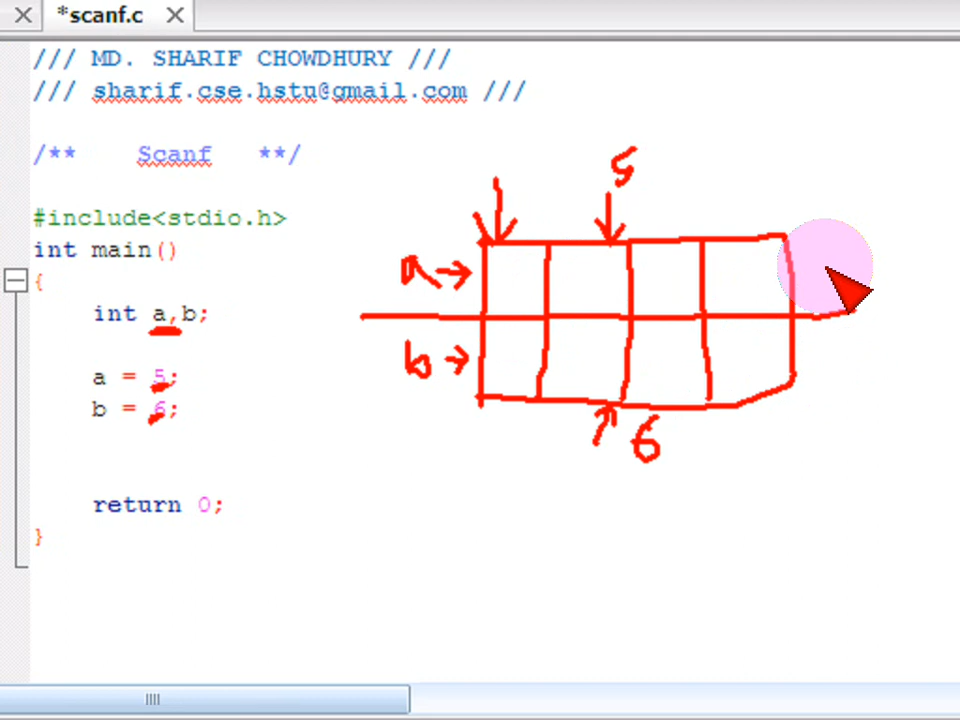 *scanf.c
/// MD. SHARIF CHOWDHURY ///
/// sharif.cse.hstu@gmail.com ///
/** Scanf **/
#include<stdio.h>
int main()
{
int a,b;
a = 5;
b = 6;
return 0;
}
5
a
b
6